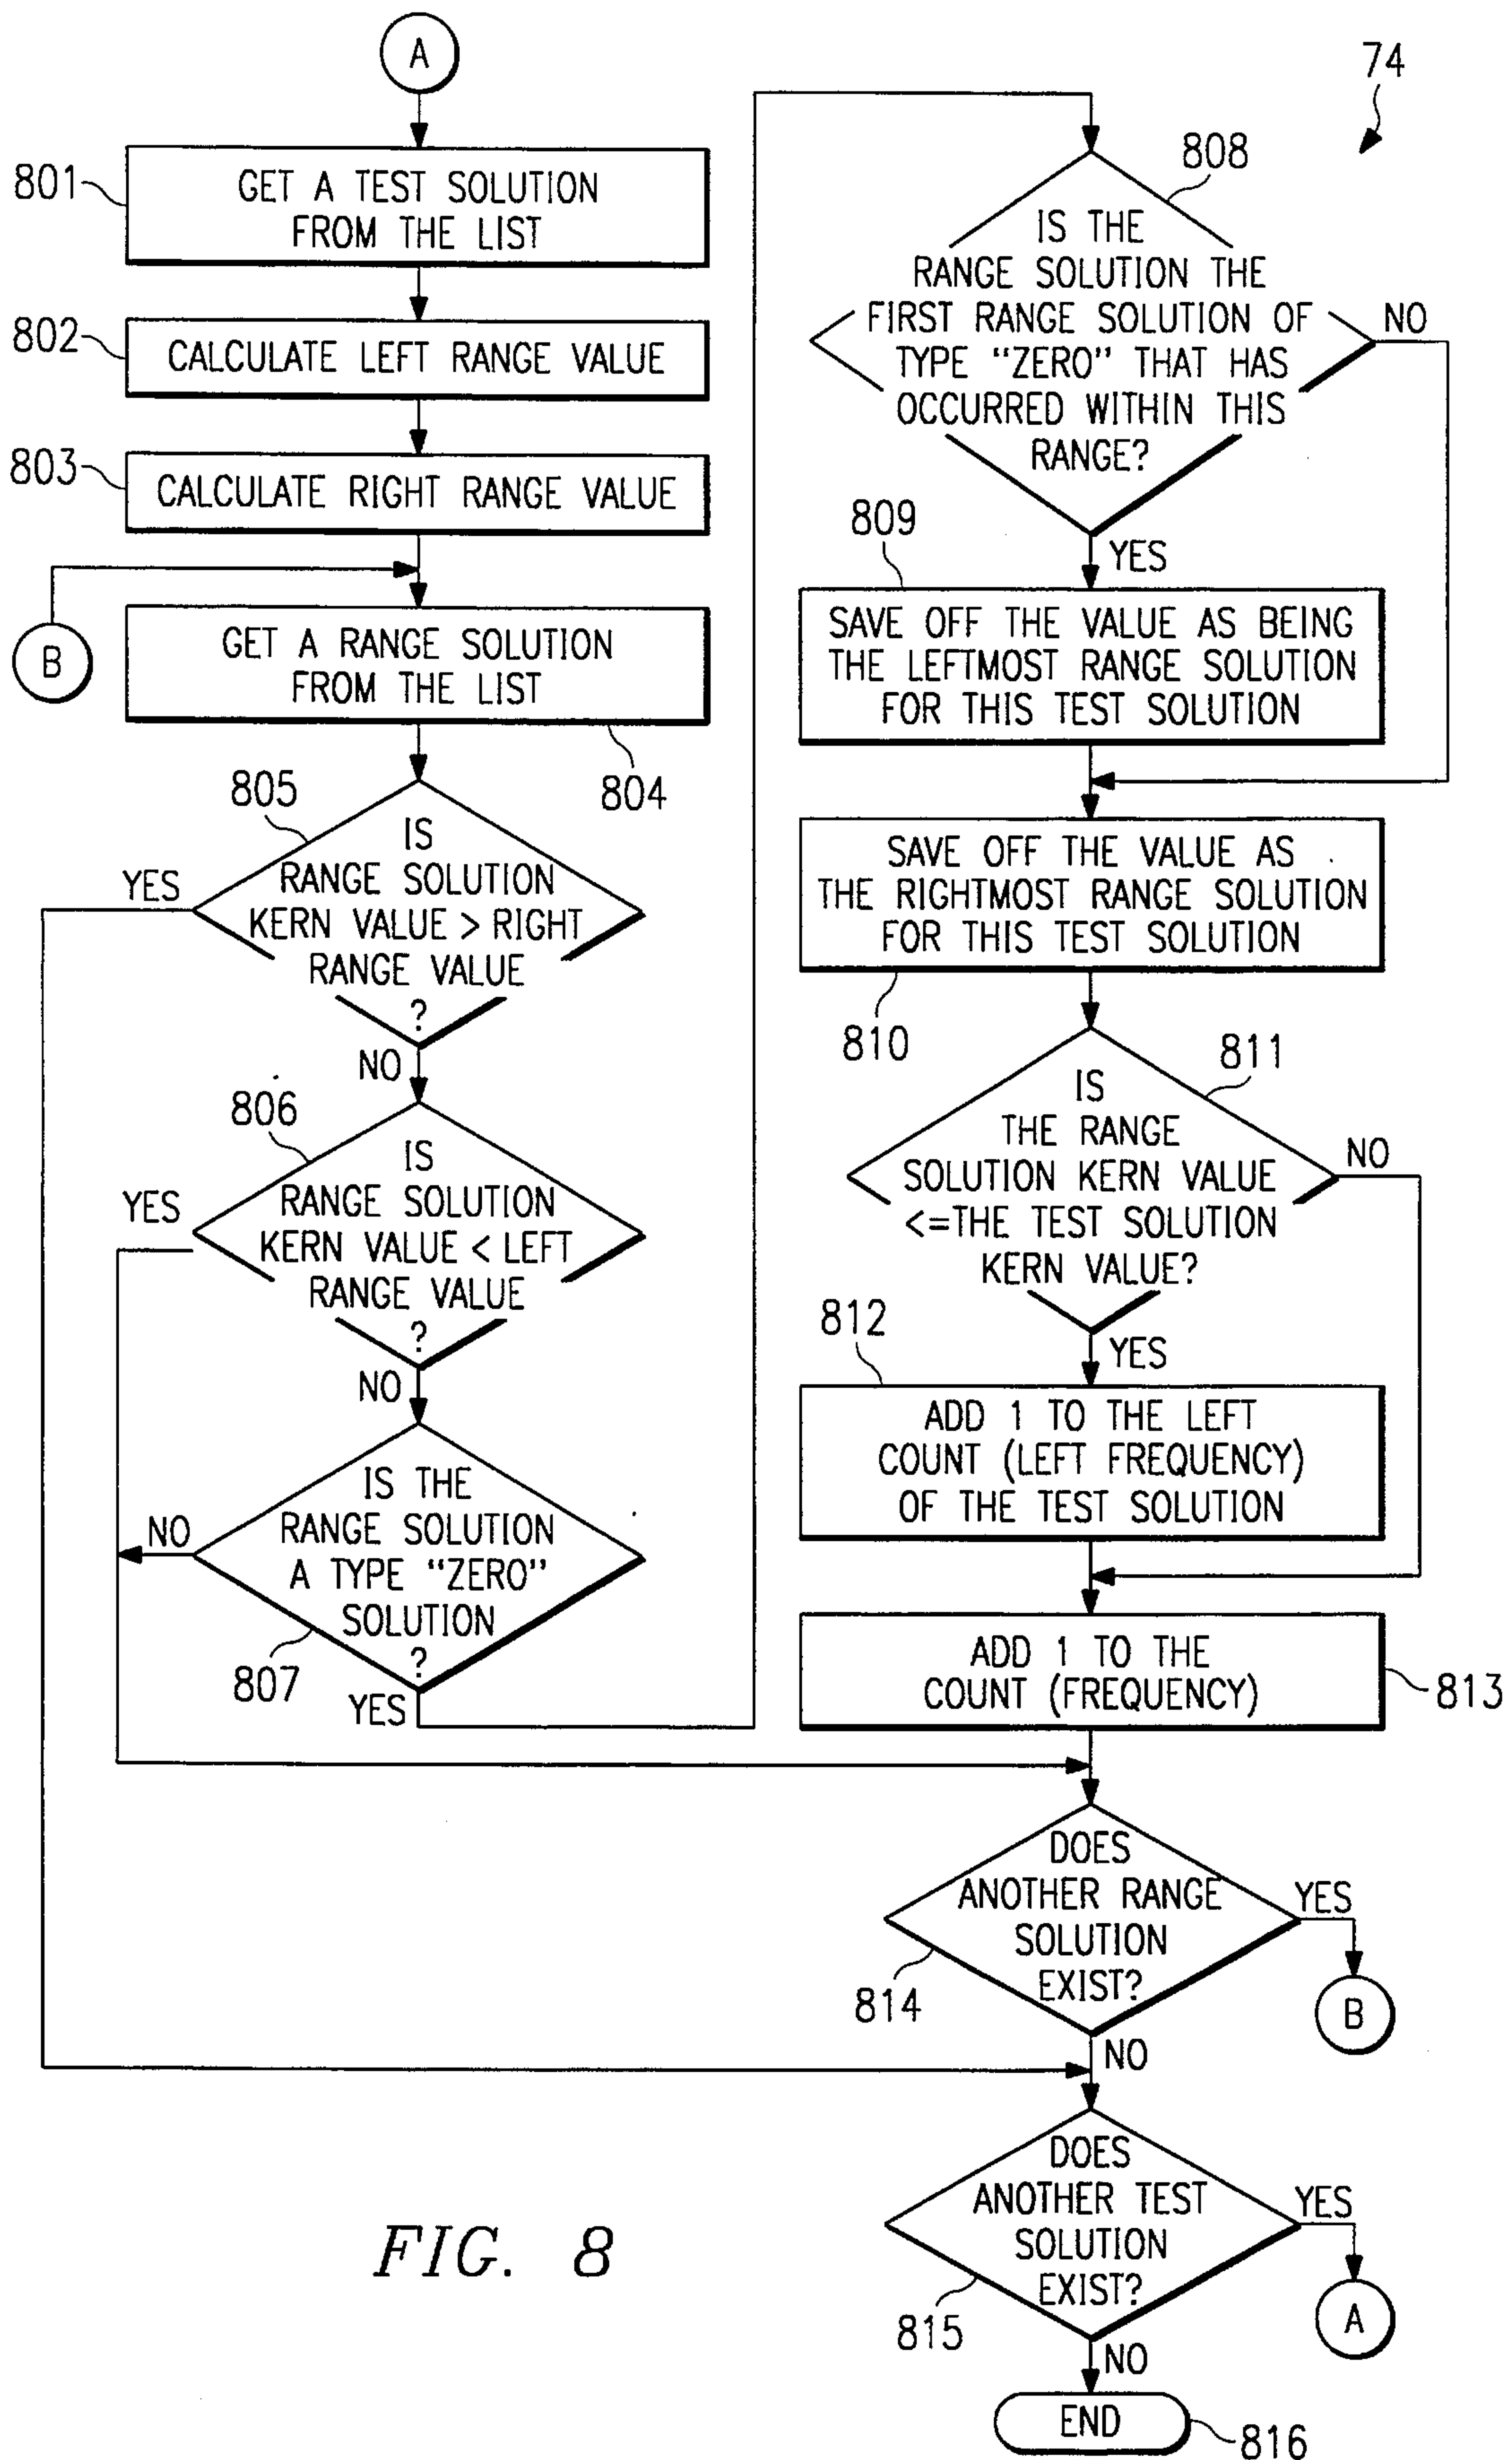 A
801
GET A TEST SOLUTION
FROM THE LIST
802
CALCULATE LEFT RANGE VALUE
803
CALCULATE RIGHT RANGE VALUE
B
GET A RANGE SOLUTION
FROM THE LIST
804
805
IS
RANGE SOLUTION
KERN VALUE > RIGHT
RANGE VALUE
?
YES
NO
806
IS
RANGE SOLUTION
KERN VALUE < LEFT
RANGE VALUE
?
YES
NO
IS THE
RANGE SOLUTION
A TYPE "ZERO"
SOLUTION
?
NO
807
YES
74
808
IS THE
RANGE SOLUTION THE
FIRST RANGE SOLUTION OF
TYPE "ZERO" THAT HAS
OCCURRED WITHIN THIS
RANGE?
NO
YES
809
SAVE OFF THE VALUE AS BEING
THE LEFTMOST RANGE SOLUTION
FOR THIS TEST SOLUTION
SAVE OFF THE VALUE AS
THE RIGHTMOST RANGE SOLUTION
FOR THIS TEST SOLUTION
810
811
IS
THE RANGE
SOLUTION KERN VALUE
<=THE TEST SOLUTION
KERN VALUE?
NO
YES
812
ADD 1 TO THE LEFT
COUNT (LEFT FREQUENCY)
OF THE TEST SOLUTION
ADD 1 TO THE
COUNT (FREQUENCY)
813
DOES
ANOTHER RANGE
SOLUTION
EXIST?
YES
814
B
NO
DOES
ANOTHER TEST
SOLUTION
EXIST?
YES
815
A
NO
END
816
FIG. 8